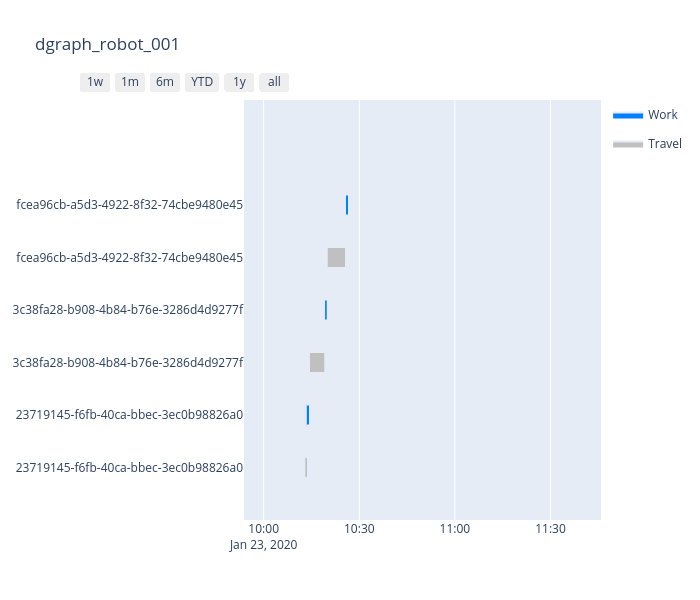 dgraph_robot_001
1w 1m 6m YTD 1y all
Work
Travel
fcea96cb-a5d3-4922-8f32-74cbe9480e45
fcea96cb-a5d3-4922-8f32-74cbe9480e45
3c38fa28-b908-4b84-b76e-3286d4d9277f
3c38fa28-b908-4b84-b76e-3286d4d9277f
23719145-f6fb-40ca-bbec-3ec0b98826a0
23719145-f6fb-40ca-bbec-3ec0b98826a0
10:00 10:30 11:00 11:30
Jan 23, 2020